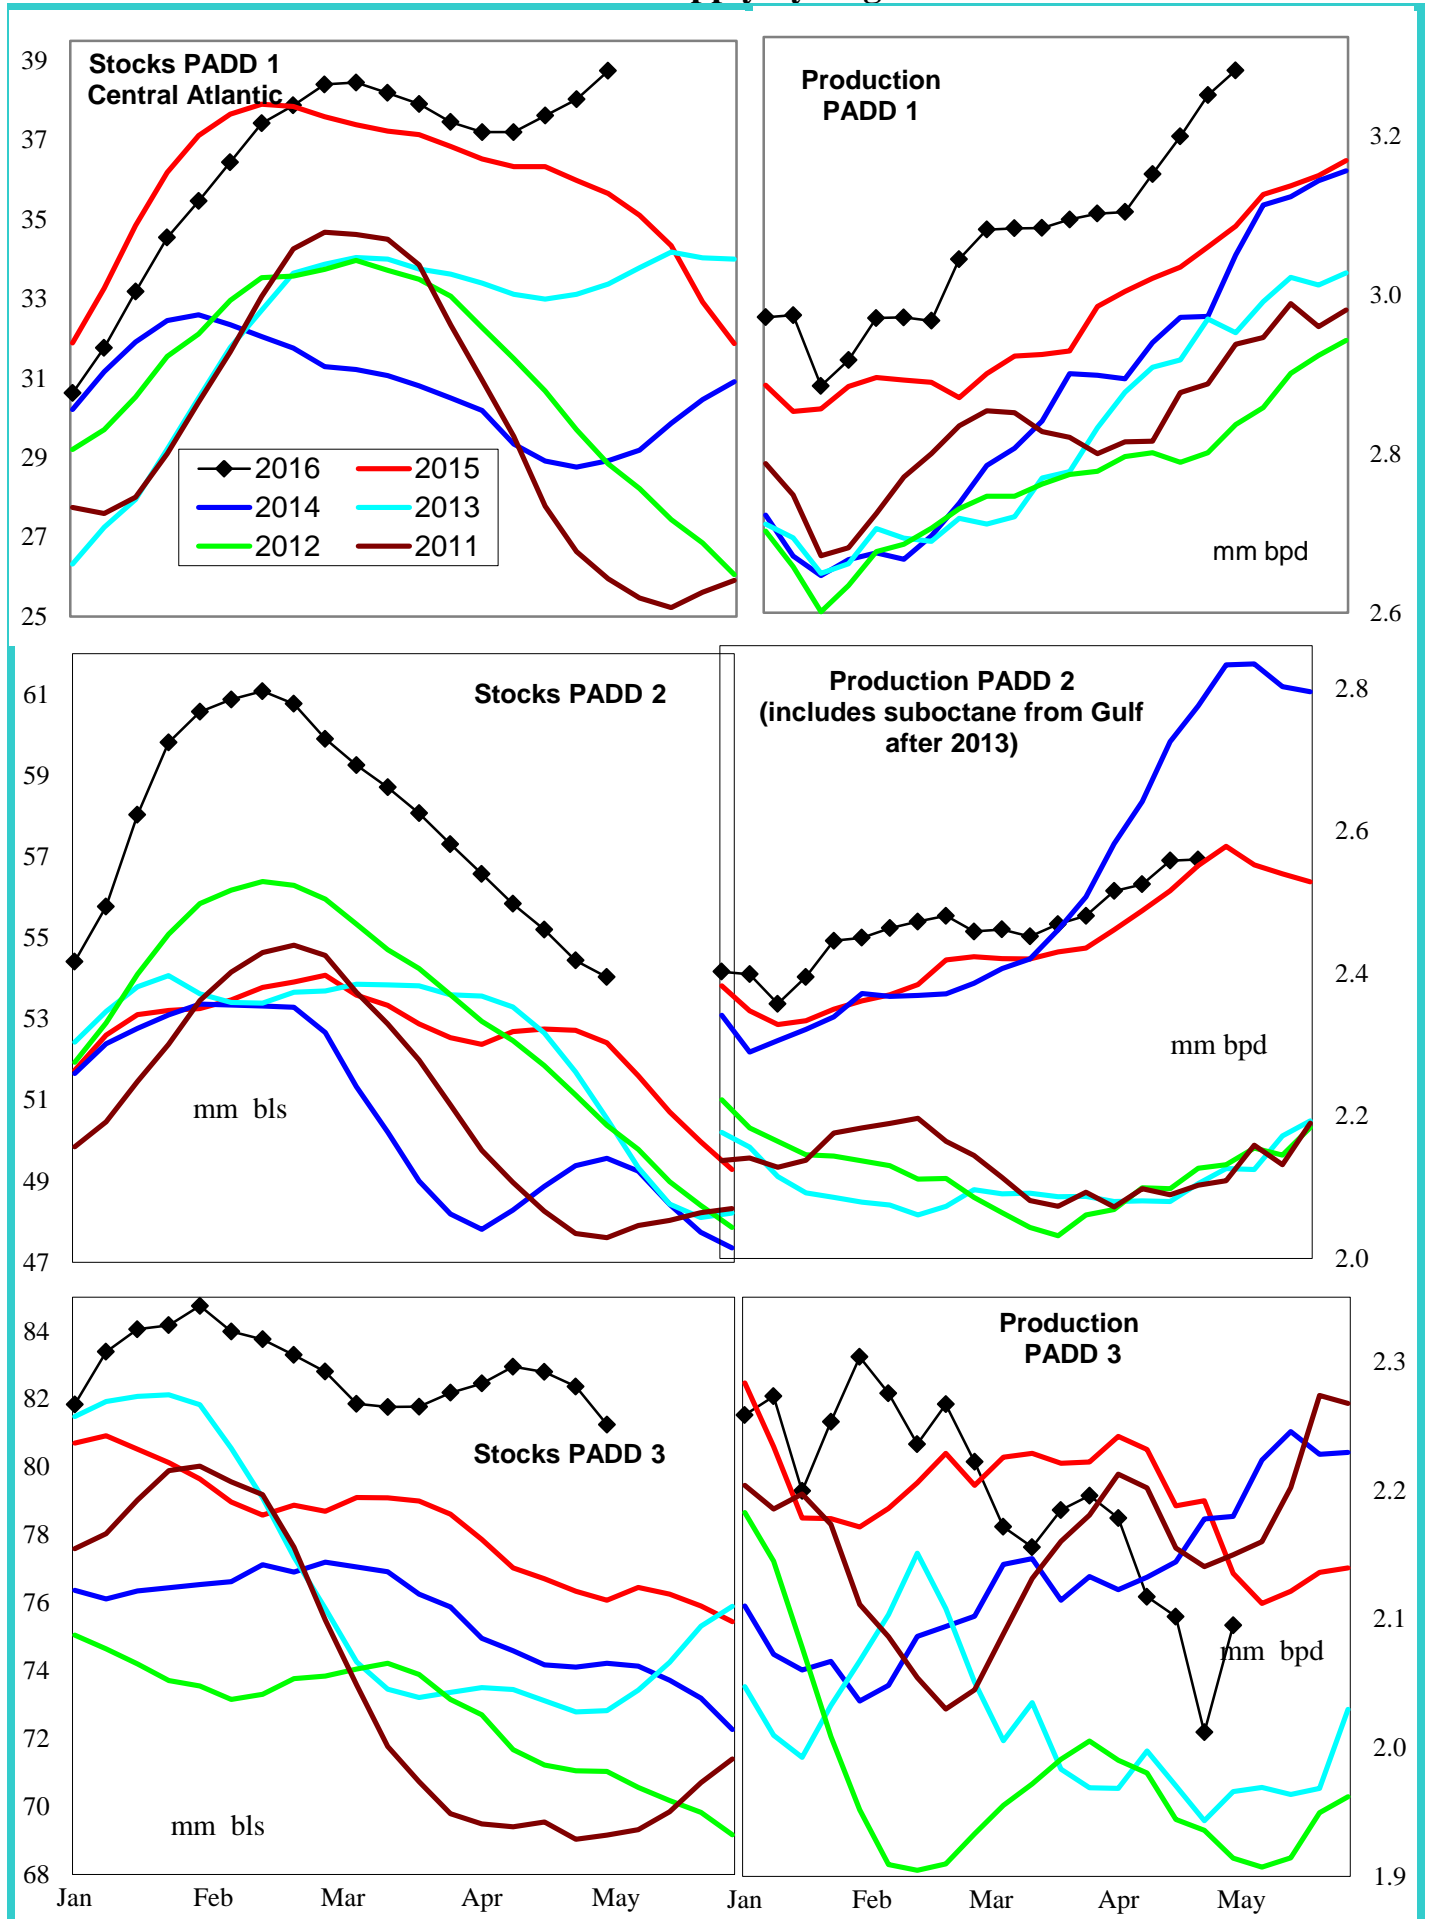 Stocks PADD 1
Central Atlantic
39
37
35
33
31
29
27
25
2016
2015
2014
2013
2012
2011
Production
PADD 1
3.2
3.0
2.8
2.6
mm bpd
Stocks PADD 2
61
59
57
55
53
51
49
47
mm bls
Production PADD 2
(includes suboctane from Gulf
after 2013)
2.8
2.6
2.4
2.2
2.0
mm bpd
84
82
80
78
76
74
72
70
68
Stocks PADD 3
mm bls
Jan Feb Mar Apr May
Production
PADD 3
2.3
2.2
2.1
2.0
1.9
mm bpd
Jan Feb Mar Apr May